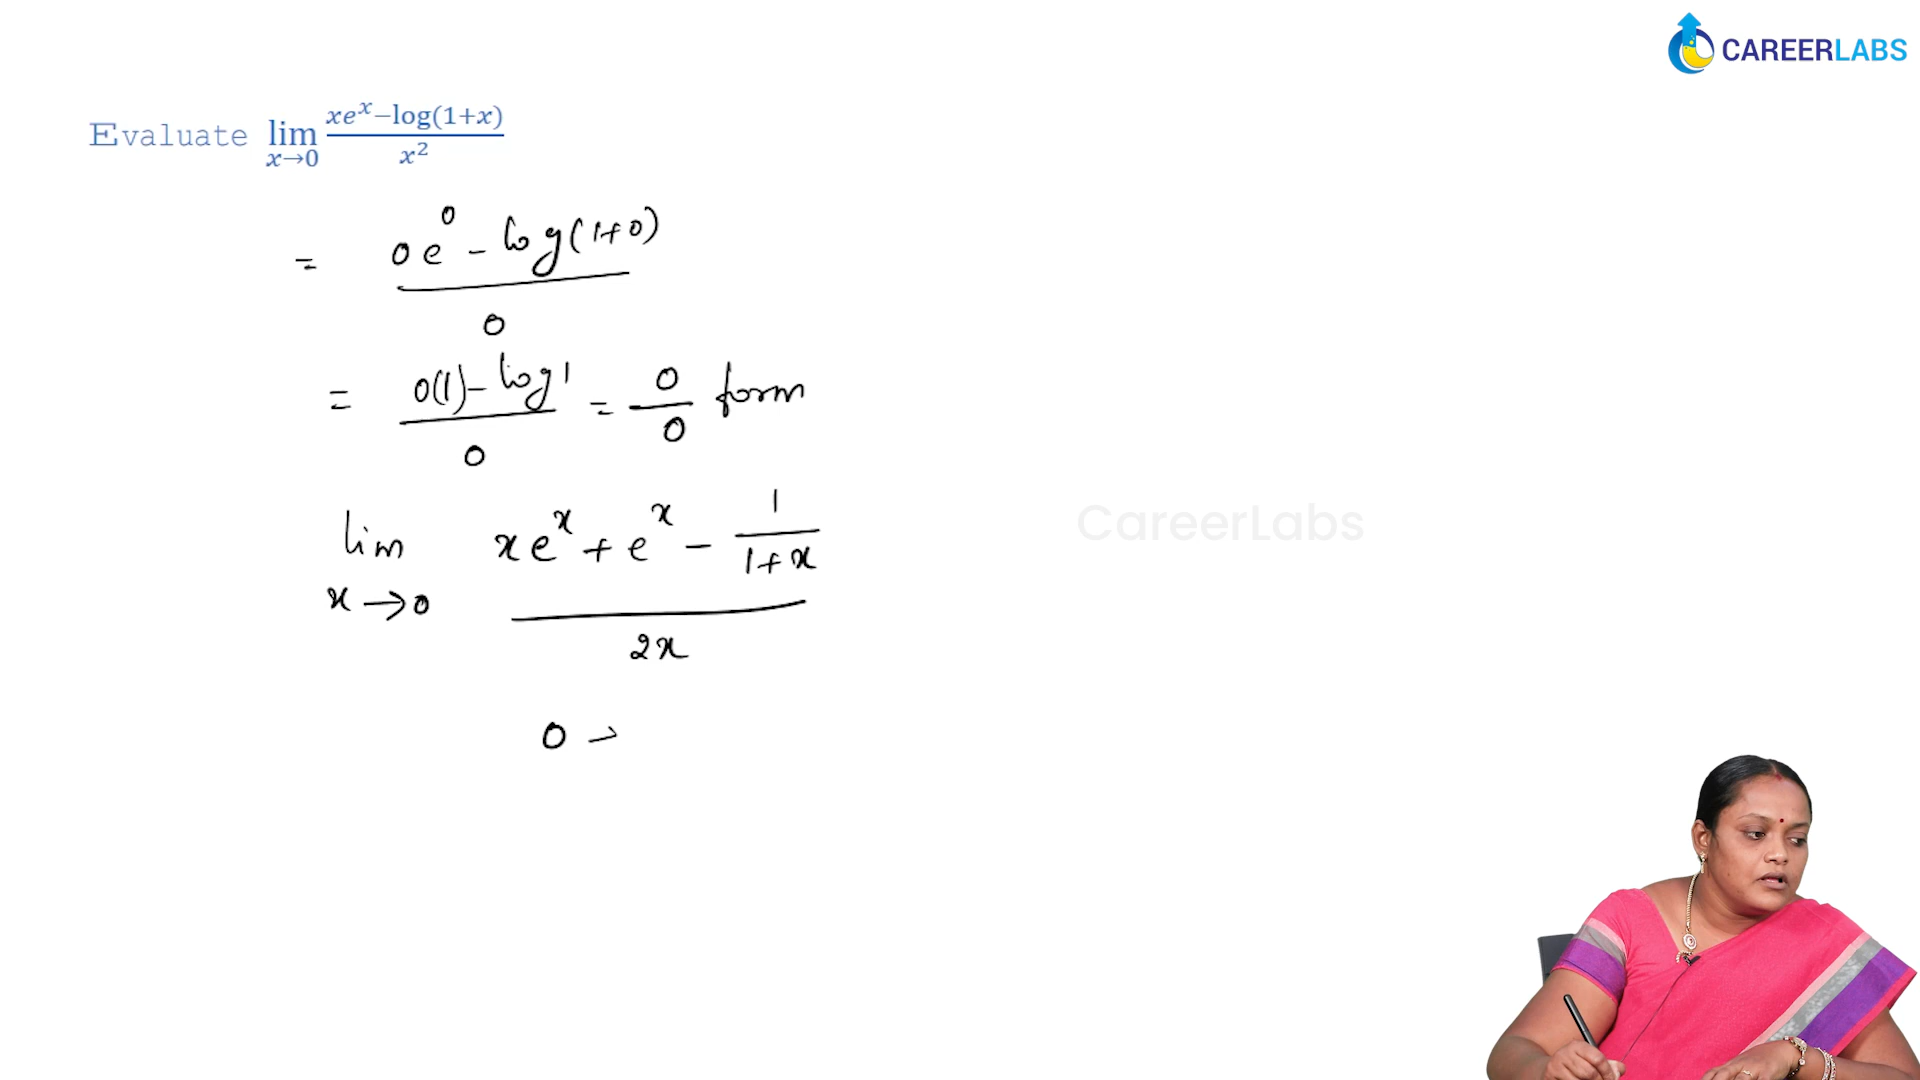 CAREERLABS
Evaluate lim x→0 (xe^x−log(1+x))/x^2
= (0e^0 - log(1+0))/0
= (0(1) - log1)/0 = 0/0 form
lim x→0 (xe^x + e^x - 1/(1+x))/2x
CareerLabs
0